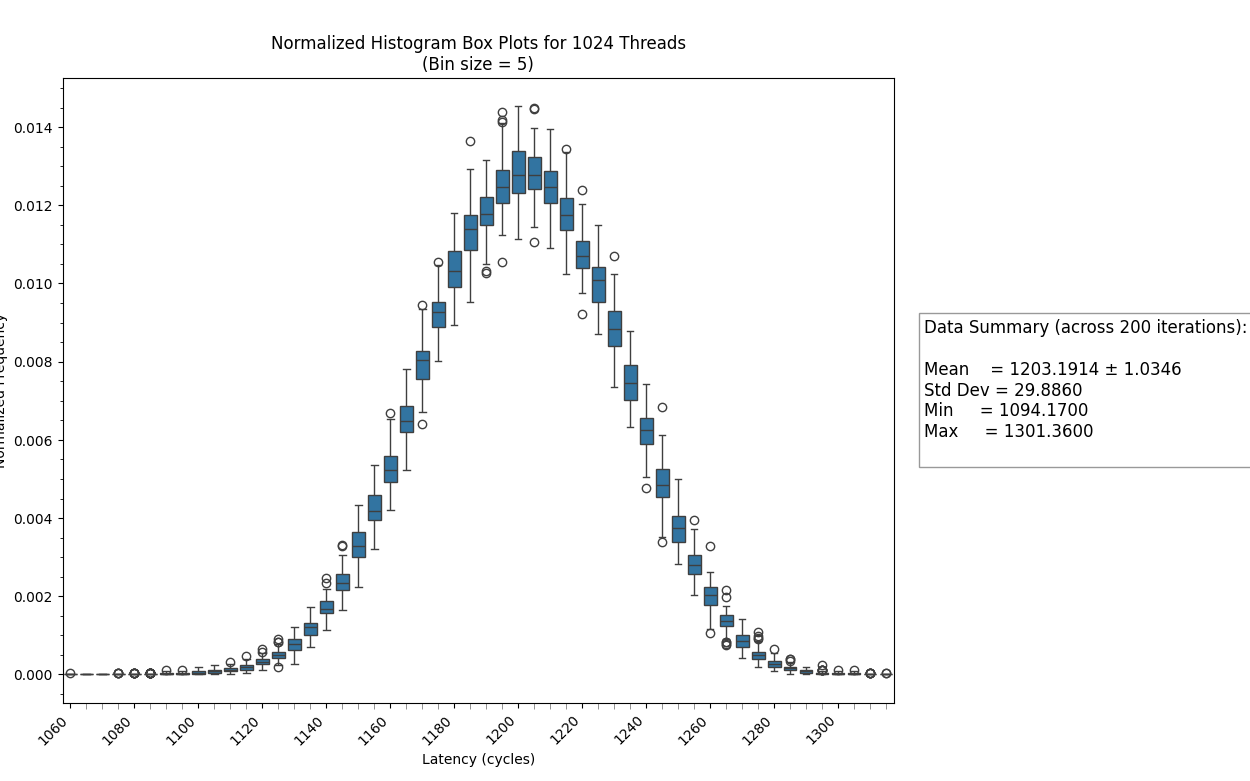 Normalized Histogram Box Plots for 1024 Threads
(Bin size = 5)
Normalized Frequency
0.014
0.012
0.010
0.008
0.006
0.004
0.002
0.000
1060
1080
1100
1120
1140
1160
1180
1200
1220
1240
1260
1280
1300
Latency (cycles)
Data Summary (across 200 iterations):
Mean = 1203.1914 ± 1.0346
Std Dev = 29.8860
Min = 1094.1700
Max = 1301.3600